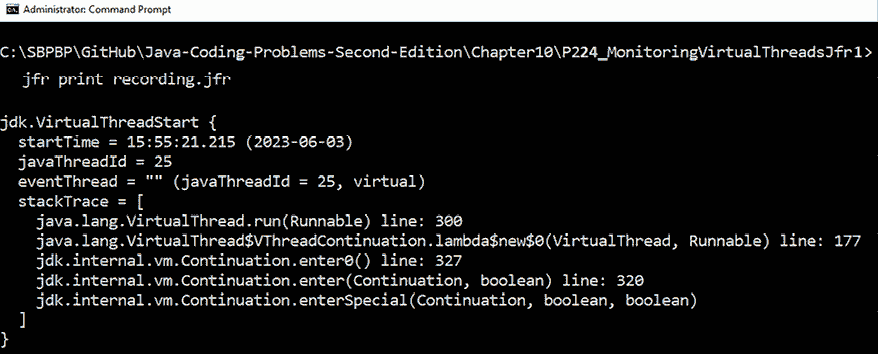 Administrator: Command Prompt
C:\SBPBP\GitHub\Java-Coding-Problems-Second-Edition\Chapter10\P224_MonitoringVirtualThreadsJfr1>
jfr print recording.jfr
jdk.VirtualThreadStart {
startTime = 15:55:21.215 (2023-06-03)
javaThreadId = 25
eventThread = "" (javaThreadId = 25, virtual)
stackTrace = [
java.lang.VirtualThread.run(Runnable) line: 300
java.lang.VirtualThread$VThreadContinuation.lambda$new$0(VirtualThread, Runnable) line: 177
jdk.internal.vm.Continuation.enter0() line: 327
jdk.internal.vm.Continuation.enter(Continuation, boolean) line: 320
jdk.internal.vm.Continuation.enterSpecial(Continuation, boolean, boolean)
]
}